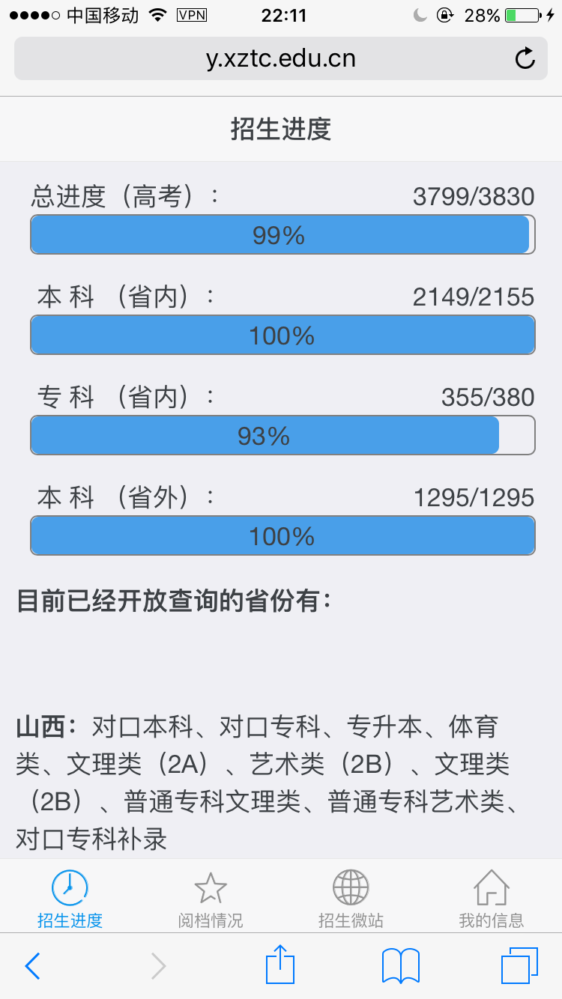 中国移动 VPN 22:11 28%
y.xztc.edu.cn
招生进度
总进度（高考）： 3799/3830
99%
本 科 （省内）： 2149/2155
100%
专 科 （省内）： 355/380
93%
本 科 （省外）： 1295/1295
100%
目前已经开放查询的省份有：
山西：对口本科、对口专科、专升本、体育
类、文理类（2A）、艺术类（2B）、文理类
（2B）、普通专科文理类、普通专科艺术类、
对口专科补录
招生进度 阅档情况 招生微站 我的信息